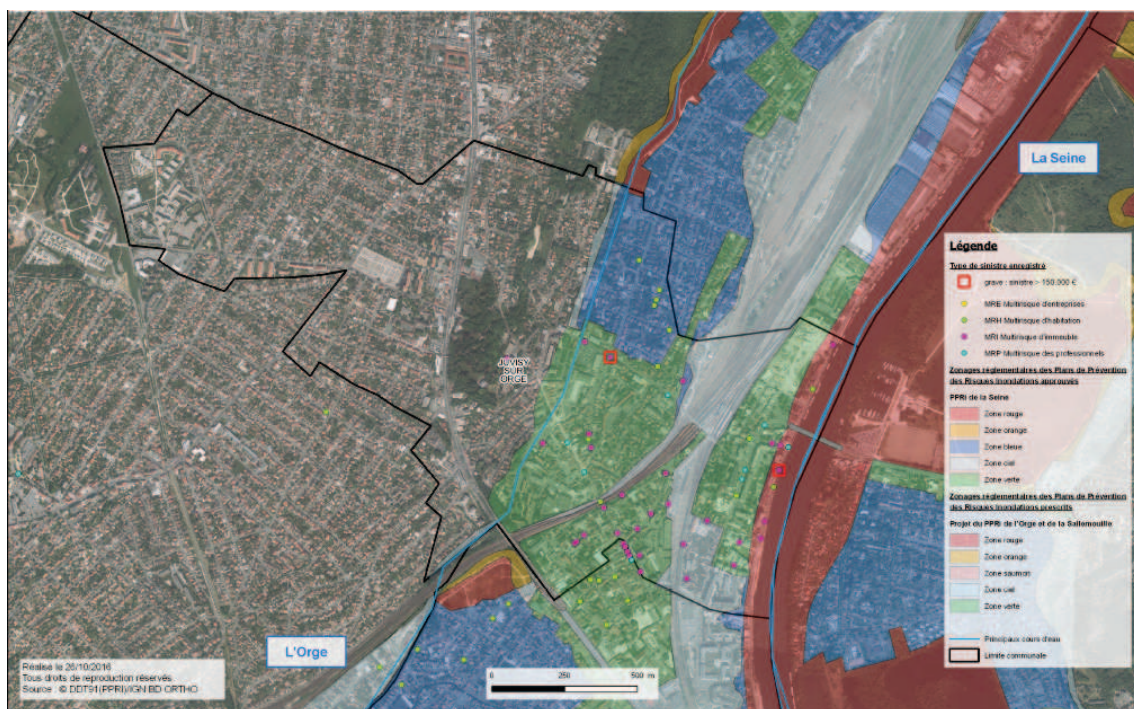 La Seine
Légende
Type de sinistre enregistré
grave : sinistre > 150.000 €
MRE Multirisque d'entreprises
MRH Multirisque d'habitation
MRI Multirisque d'immeuble
MRP Multirisque des professionnels
Zonages réglementaires des Plans de Prévention
des Risques Inondations approuvés
PPRi de la Seine
Zone rouge
Zone orange
Zone bleue
Zone ciel
Zone verte
Zonages réglementaires des Plans de Prévention
des Risques Inondations prescrits
Projet du PPRi de l'Orge et de la Sallemouille
Zone rouge
Zone orange
Zone saumon
Zone ciel
Zone verte
Principaux cours d'eau
Limite communale
JUVISY
SUR
ORGE
L'Orge
Réalisé le 26/10/2016
Tous droits de reproduction réservés
Source : © DDT91(PPRI)/IGN BD ORTHO
0 250 500 m